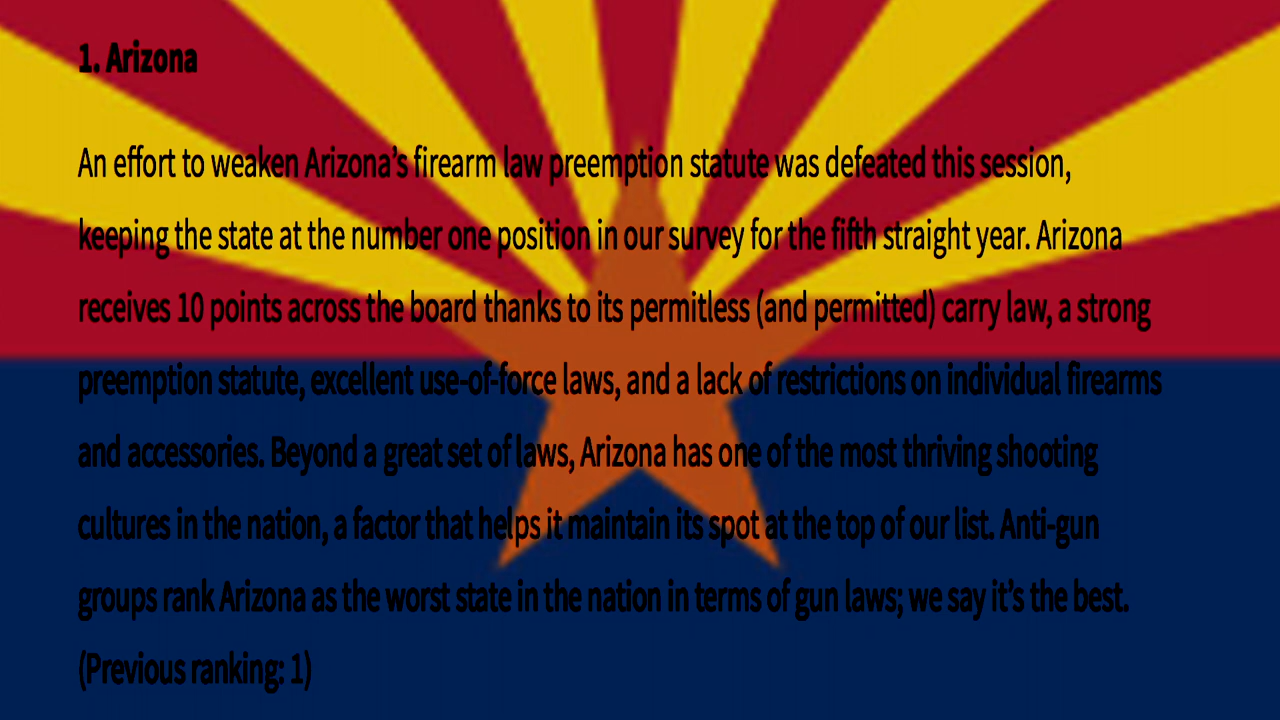 1. Arizona
An effort to weaken Arizona’s firearm law preemption statute was defeated this session,
keeping the state at the number one position in our survey for the fifth straight year. Arizona
receives 10 points across the board thanks to its permitless (and permitted) carry law, a strong
preemption statute, excellent use-of-force laws, and a lack of restrictions on individual firearms
and accessories. Beyond a great set of laws, Arizona has one of the most thriving shooting
cultures in the nation, a factor that helps it maintain its spot at the top of our list. Anti-gun
groups rank Arizona as the worst state in the nation in terms of gun laws; we say it’s the best.
(Previous ranking: 1)